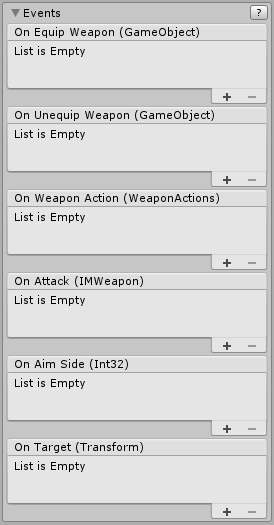 Events ?
On Equip Weapon (GameObject)
List is Empty
+ −
On Unequip Weapon (GameObject)
List is Empty
+ −
On Weapon Action (WeaponActions)
List is Empty
+ −
On Attack (IMWeapon)
List is Empty
+ −
On Aim Side (Int32)
List is Empty
+ −
On Target (Transform)
List is Empty
+ −